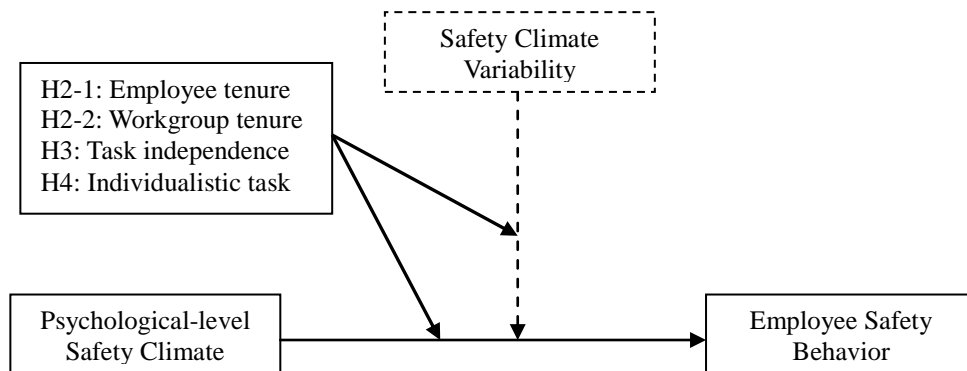 Safety Climate
Variability
H2-1: Employee tenure
H2-2: Workgroup tenure
H3: Task independence
H4: Individualistic task
Psychological-level
Safety Climate
Employee Safety
Behavior